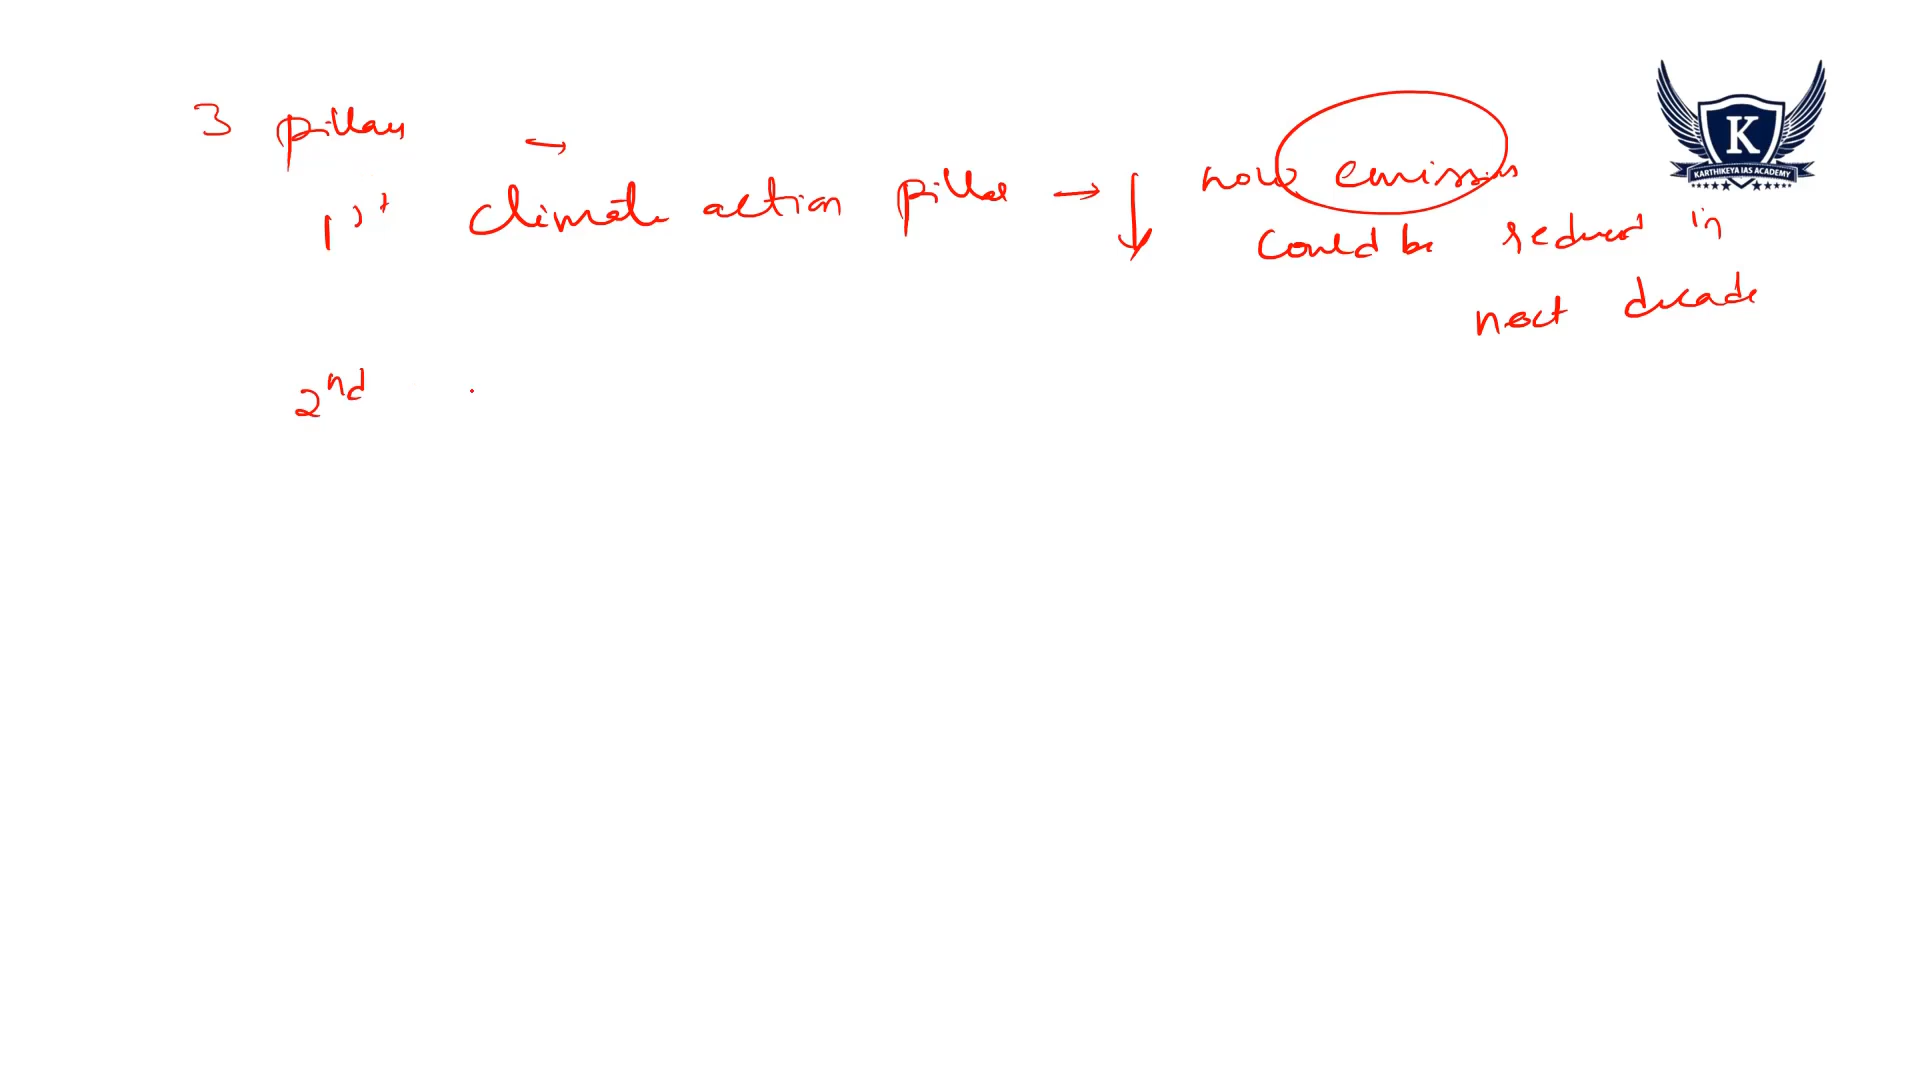 3 pillars →
1st climate action pillar → ↓ how emissions
could be reduced in
next decade
2nd
K
KARTHIKEYA IAS ACADEMY